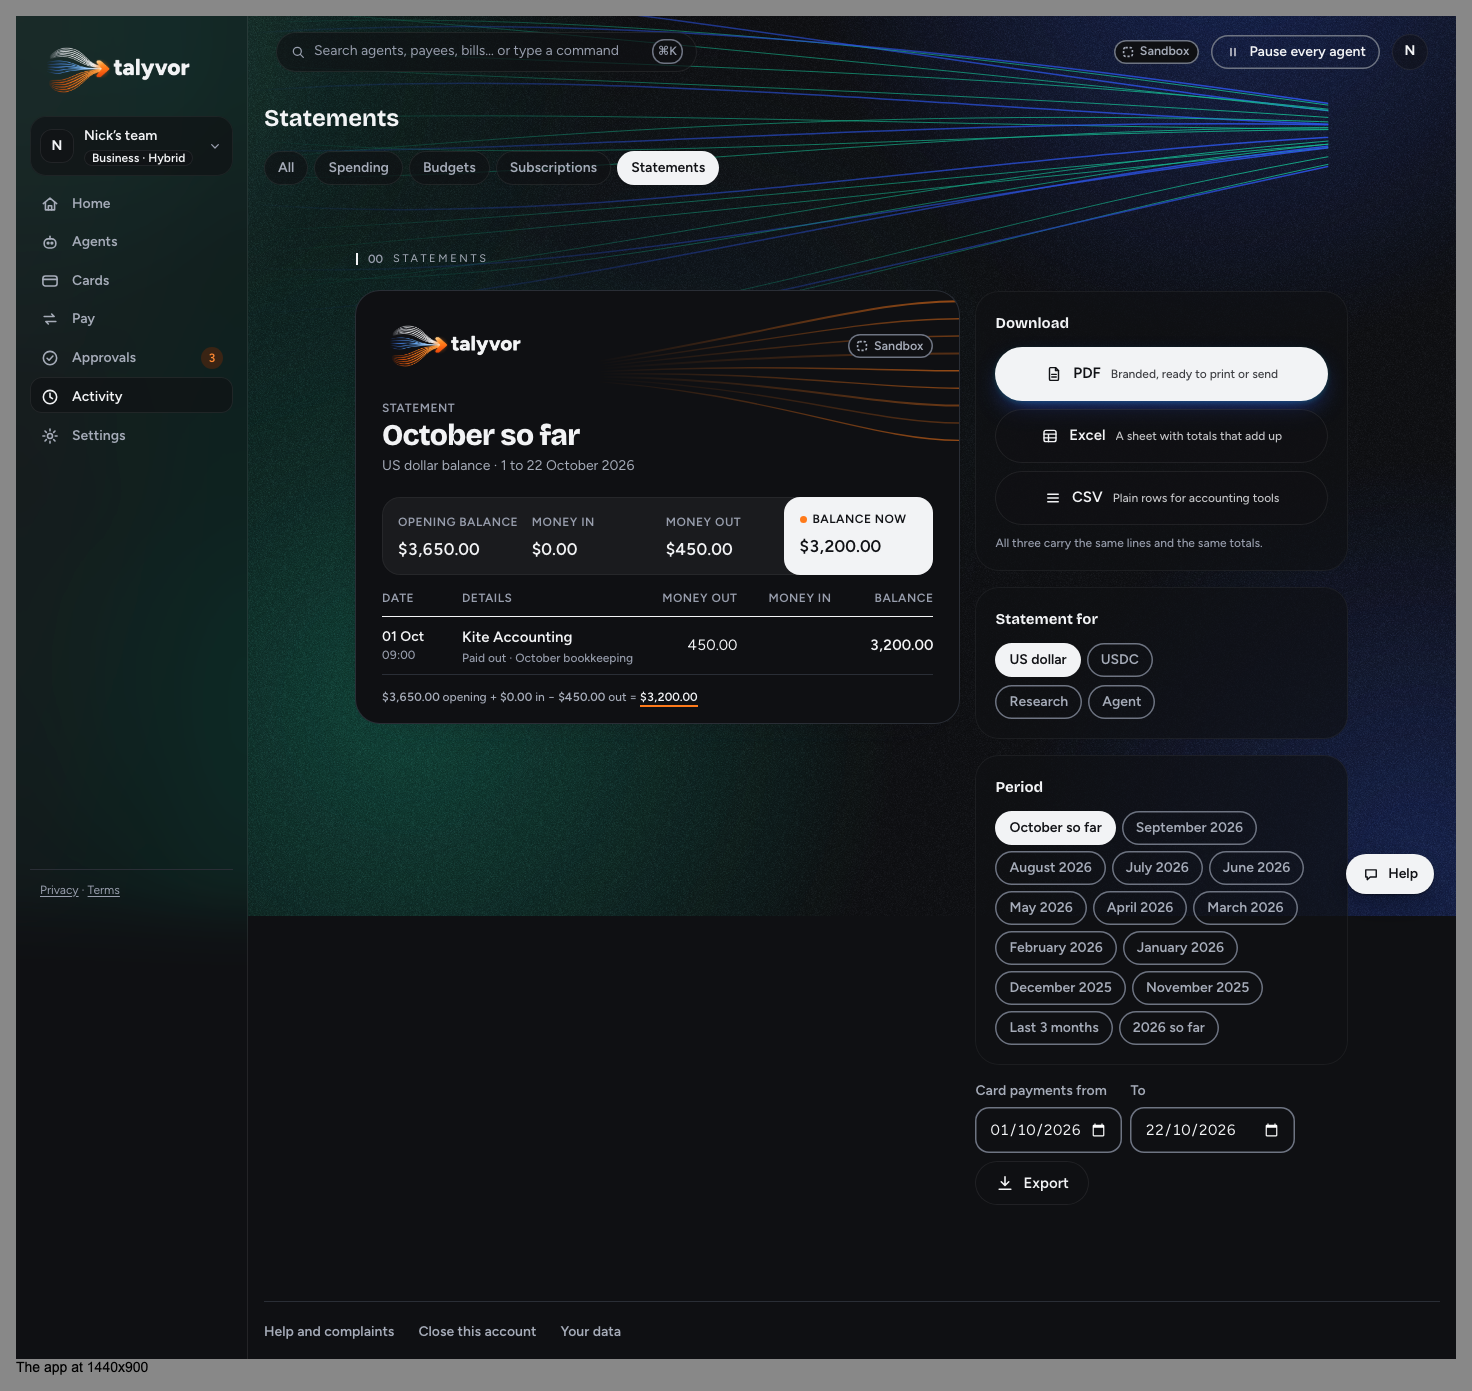 talyvor
Search agents, payees, bills... or type a command
⌘K
Sandbox
Pause every agent
N
N
Nick's team
Business · Hybrid
Home
Agents
Cards
Pay
Approvals
3
Activity
Settings
Privacy · Terms
Statements
All
Spending
Budgets
Subscriptions
Statements
00 STATEMENTS
talyvor
Sandbox
STATEMENT
October so far
US dollar balance · 1 to 22 October 2026
OPENING BALANCE
$3,650.00
MONEY IN
$0.00
MONEY OUT
$450.00
BALANCE NOW
$3,200.00
DATE DETAILS MONEY OUT MONEY IN BALANCE
01 Oct Kite Accounting 450.00 3,200.00
09:00 Paid out · October bookkeeping
$3,650.00 opening + $0.00 in − $450.00 out = $3,200.00
Download
PDF Branded, ready to print or send
Excel A sheet with totals that add up
CSV Plain rows for accounting tools
All three carry the same lines and the same totals.
Statement for
US dollar USDC
Research Agent
Period
October so far September 2026
August 2026 July 2026 June 2026
May 2026 April 2026 March 2026
February 2026 January 2026
December 2025 November 2025
Last 3 months 2026 so far
Card payments from To
01/10/2026 22/10/2026
Export
Help
Help and complaints Close this account Your data
The app at 1440x900